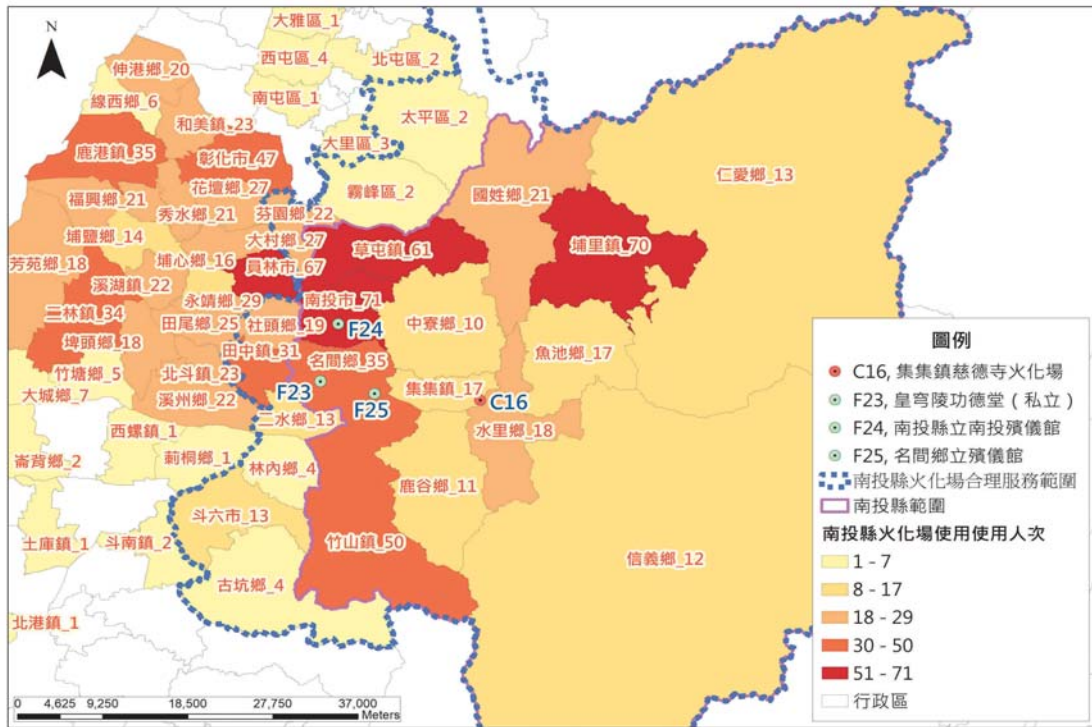 N
大雅區_1
伸港鄉_20
西屯區_4
北屯區_2
線西鄉_6
南屯區_1
和美鎮_23
太平區_2
大里區_3
鹿港鎮_35
彰化市_47
仁愛鄉_13
花壇鄉_27
霧峰區_2
國姓鄉_21
福興鄉_21
秀水鄉_21
芬園鄉_22
埔鹽鄉_14
大村鄉_27
草屯鎮_61
埔里鎮_70
芳苑鄉_18
埔心鄉_16
員林市_67
溪湖鎮_22
永靖鄉_29
南投市_71
二林鎮_34
田尾鄉_25
社頭鄉_19
F24
中寮鄉_10
埤頭鄉_18
田中鎮_31
名間鄉_35
魚池鄉_17
竹塘鄉_5
北斗鎮_23
大城鄉_7
溪州鄉_22
F23
F25
集集鎮_17
C16
二水鄉_13
水里鄉_18
西螺鎮_1
崙背鄉_2
莿桐鄉_1
林內鄉_4
鹿谷鄉_11
斗六市_13
土庫鎮_1
斗南鎮_2
竹山鎮_50
信義鄉_12
古坑鄉_4
北港鎮_1
圖例
C16, 集集鎮慈德寺火化場
F23, 皇穹陵功德堂（私立）
F24, 南投縣立南投殯儀館
F25, 名間鄉立殯儀館
南投縣火化場合理服務範圍
南投縣範圍
南投縣火化場使用使用人次
1 - 7
8 - 17
18 - 29
30 - 50
51 - 71
行政區
0 4,625 9,250 18,500 27,750 37,000
Meters